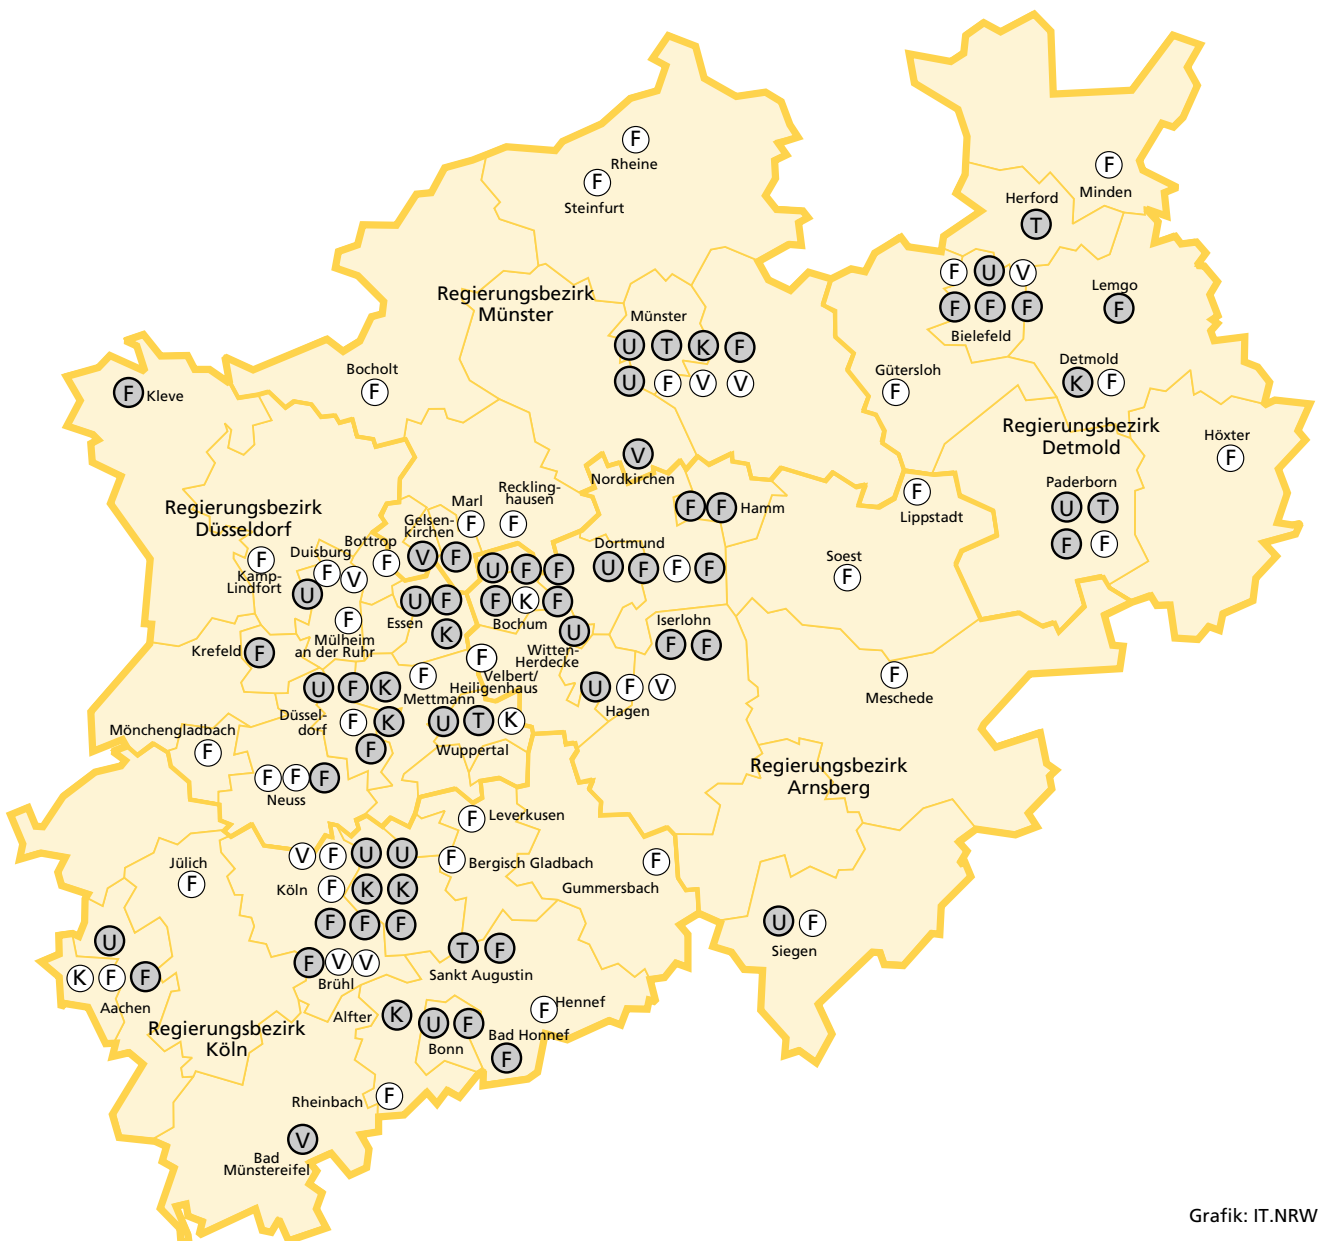 F
Rheine
F
Steinfurt
F
Minden
Herford
T
F U V
F F F
Bielefeld
Lemgo
F
Regierungsbezirk
Münster
Münster
U T K F
U F V V
Bocholt
F
F Kleve
Gütersloh
F
Detmold
K F
Regierungsbezirk
Detmold
Höxter
F
V
Nordkirchen
Paderborn
U T
F F
F
Lippstadt
F F Hamm
Regierungsbezirk
Düsseldorf
Marl
F
Reckling-
hausen
F
Gelsen-
kirchen
V F
Bottrop
F
Duisburg
F V
U
F
Kamp-
Lindfort
U F F
F K F
Bochum
Dortmund
U F F F
Soest
F
U F
Essen
K
F
Mülheim
an der Ruhr
U
Witten-
Herdecke
Iserlohn
F F
Krefeld F
F
Velbert/
Heiligenhaus
F
Mettmann
U F K
Düssel-
dorf
F K
F
U F V
Hagen
F
Meschede
U T K
Wuppertal
Mönchengladbach
F
F F F
Neuss
Regierungsbezirk
Arnsberg
F Leverkusen
F Bergisch Gladbach
F
Gummersbach
Jülich
F
V F U U
Köln F K K
F F F
U F
Siegen
U
K F F
Aachen
T F
Sankt Augustin
F V V
Brühl
Regierungsbezirk
Köln
Alfter K
U F
Bonn
F Hennef
Bad Honnef
F
Rheinbach F
V
Bad
Münstereifel
Grafik: IT.NRW